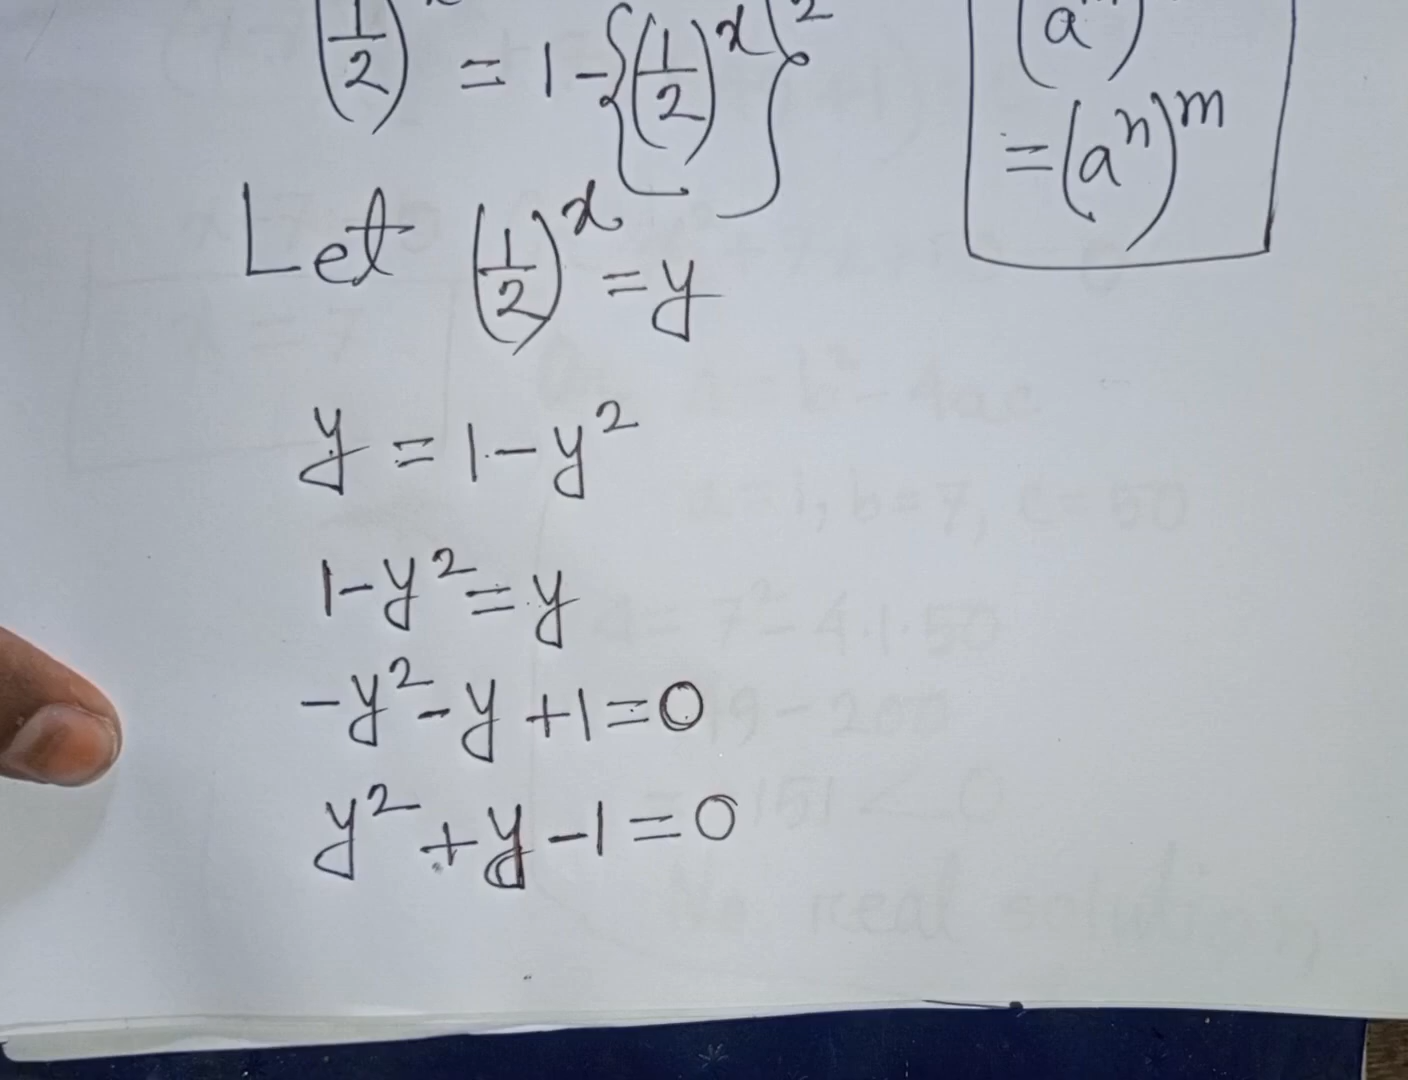 (1/2)^x = 1-{(1/2)^x}^2
(a^m)
=(a^n)^m
Let (1/2)^x = y
y = 1-y^2
1-y^2 = y
-y^2-y+1=0
y^2+y-1=0